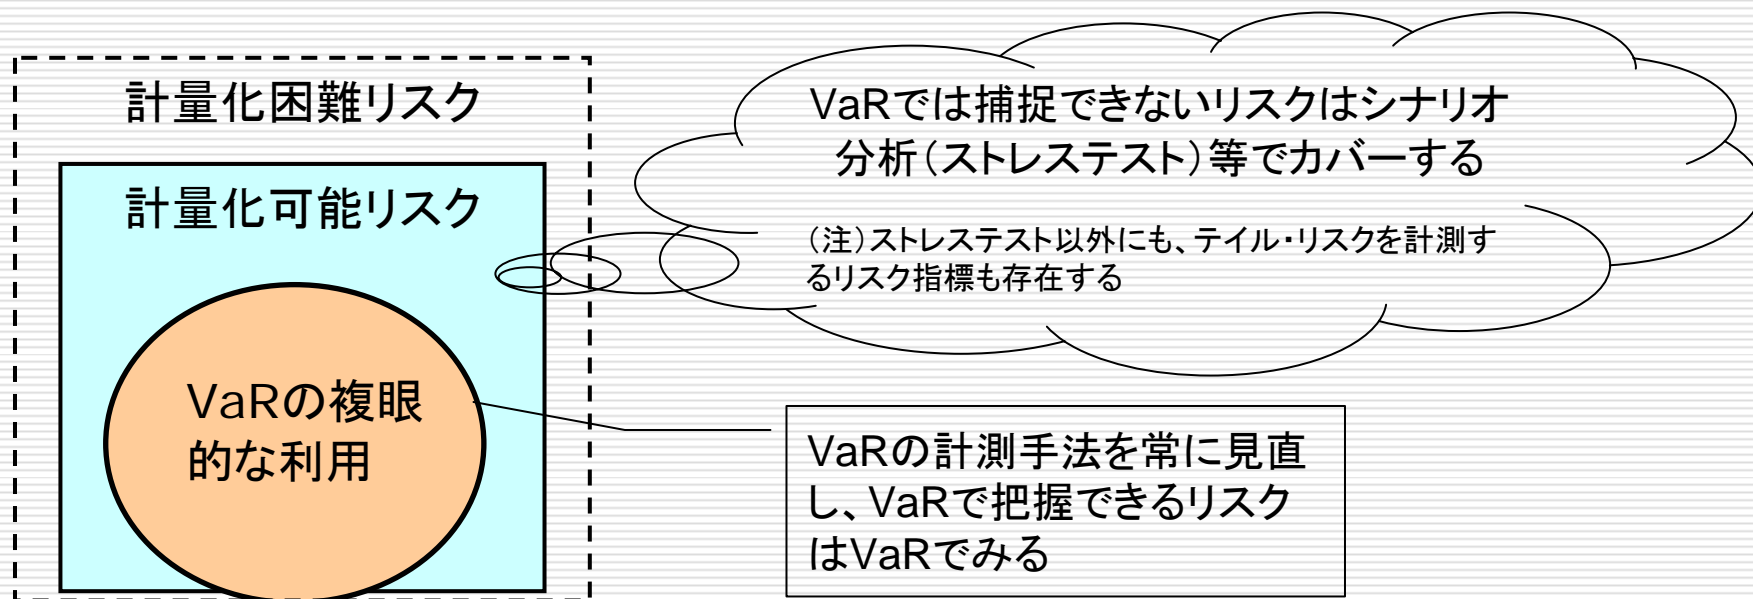 計量化困難リスク
計量化可能リスク
VaRの複眼
的な利用
VaRでは捕捉できないリスクはシナリオ
分析（ストレステスト）等でカバーする
（注）ストレステスト以外にも、テイル・リスクを計測す
るリスク指標も存在する
VaRの計測手法を常に見直
し、VaRで把握できるリスク
はVaRでみる